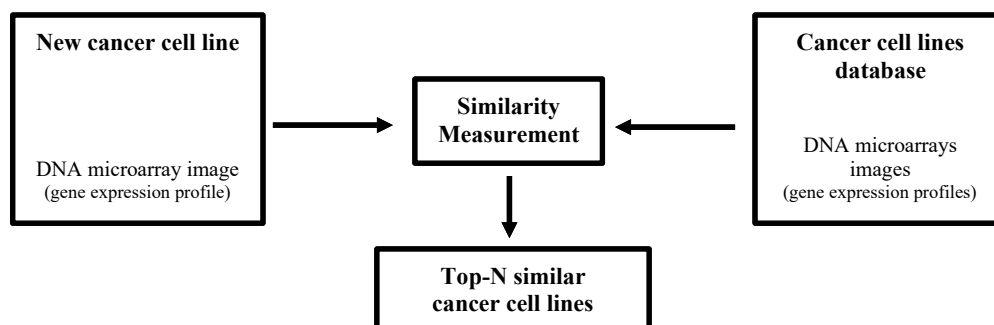 New cancer cell line
DNA microarray image
(gene expression profile)
Similarity
Measurement
Cancer cell lines
database
DNA microarrays
images
(gene expression profiles)
Top-N similar
cancer cell lines